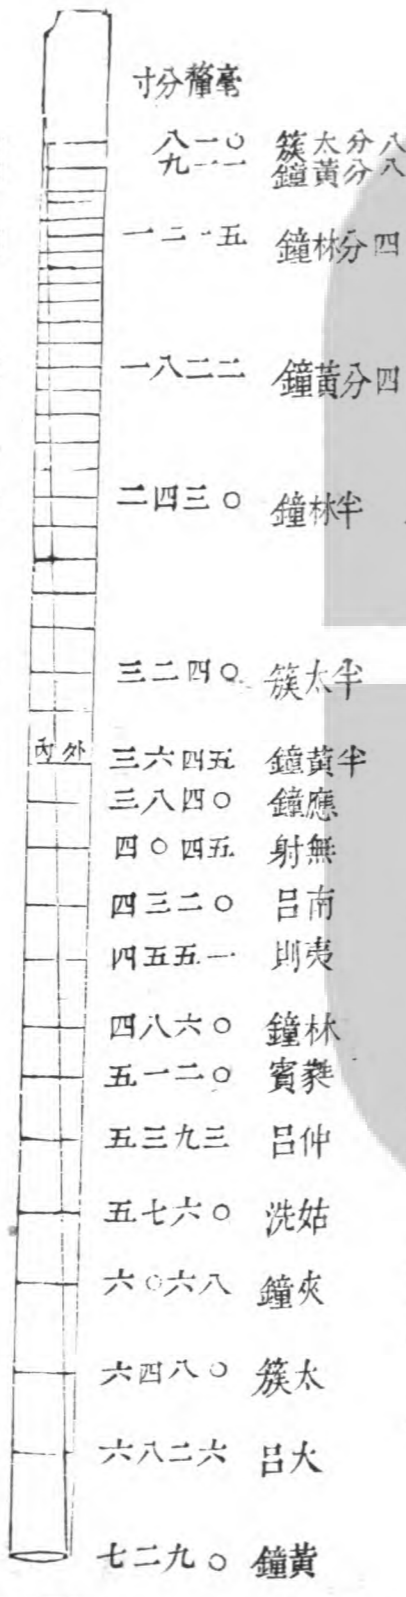 寸分釐毫
八一〇 八分太簇
九一一 八分黃鐘
一二一五 四分林鐘
一八二二 四分黃鐘
二四三〇 半林鐘
三二四〇 半太簇
內外
三六四五 半黃鐘
三八四〇 應鐘
四〇四五 無射
四三二〇 南呂
四五五一 夷則
四八六〇 林鐘
五一二〇 蕤賓
五三九三 仲呂
五七六〇 姑洗
六〇六八 夾鐘
六四八〇 太簇
六八二六 大呂
七二九〇 黃鐘